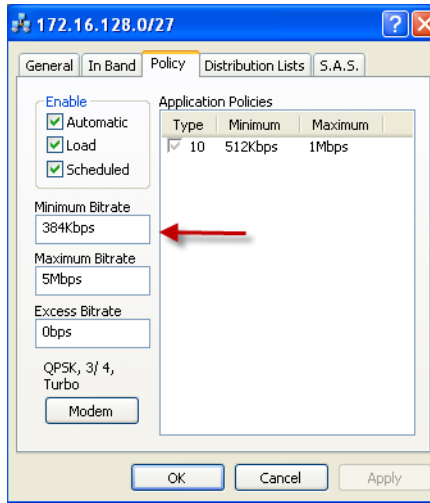 172.16.128.0/27
General In Band Policy Distribution Lists S.A.S.
Enable
Automatic
Load
Scheduled
Minimum Bitrate
384Kbps
Maximum Bitrate
5Mbps
Excess Bitrate
0bps
QPSK, 3/ 4,
Turbo
Modem
Application Policies
Type Minimum Maximum
10 512Kbps 1Mbps
OK Cancel Apply